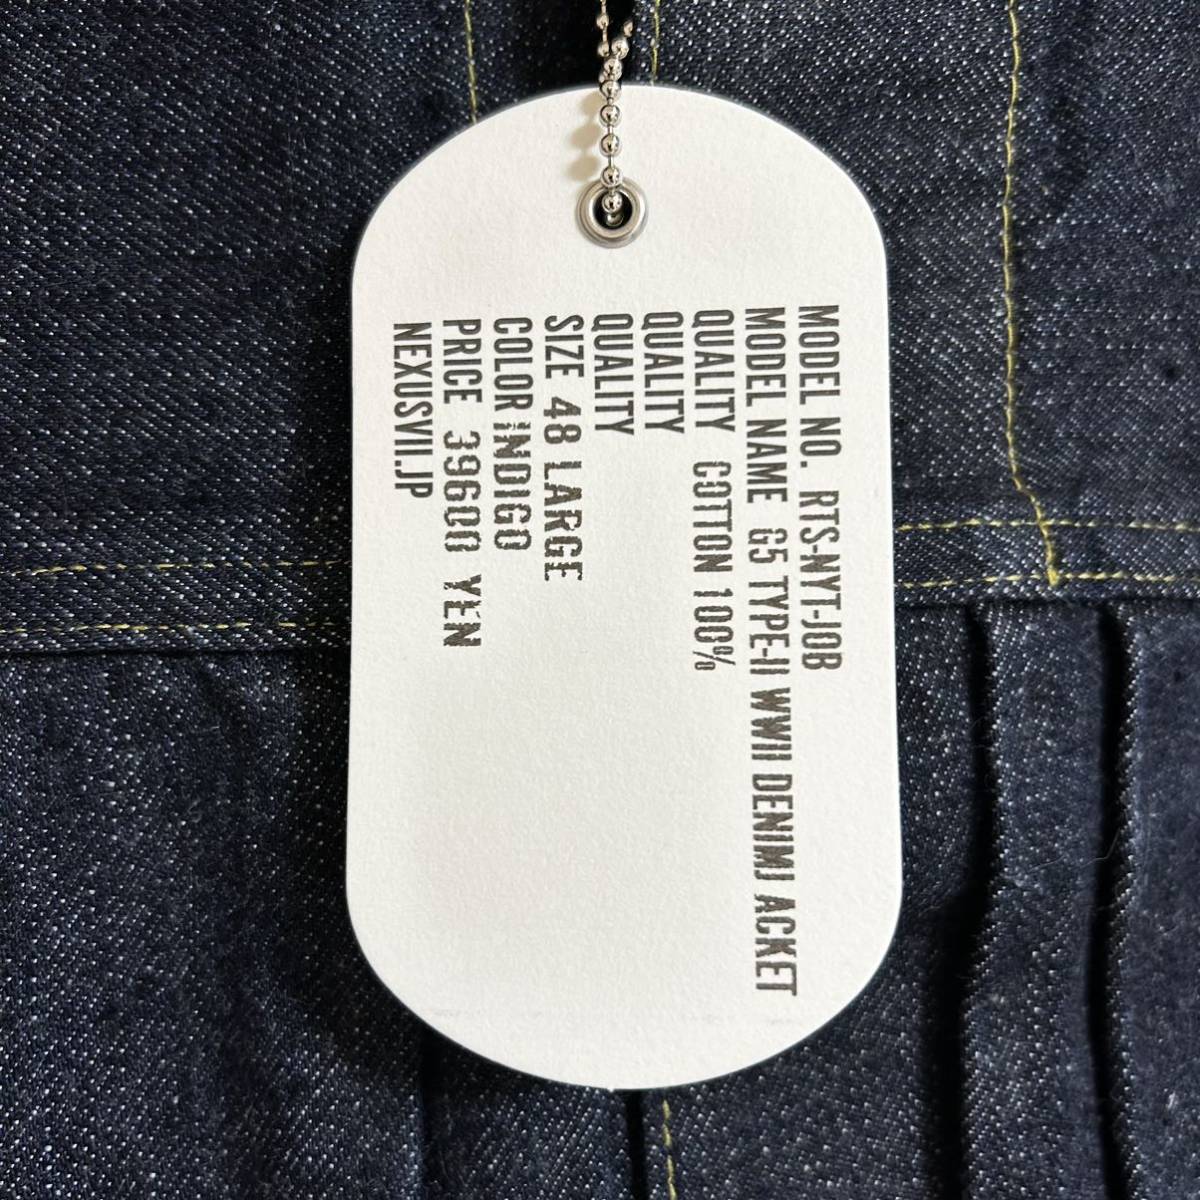 MODEL NO. RTS-NYT-JOB
MODEL NAME G5 TYPE-II WWII DENIMJ ACKET
QUALITY COTTON 100%
QUALITY
QUALITY
SIZE 48 LARGE
COLOR INDIGO
PRICE 39600 YEN
NEXUSVII.JP